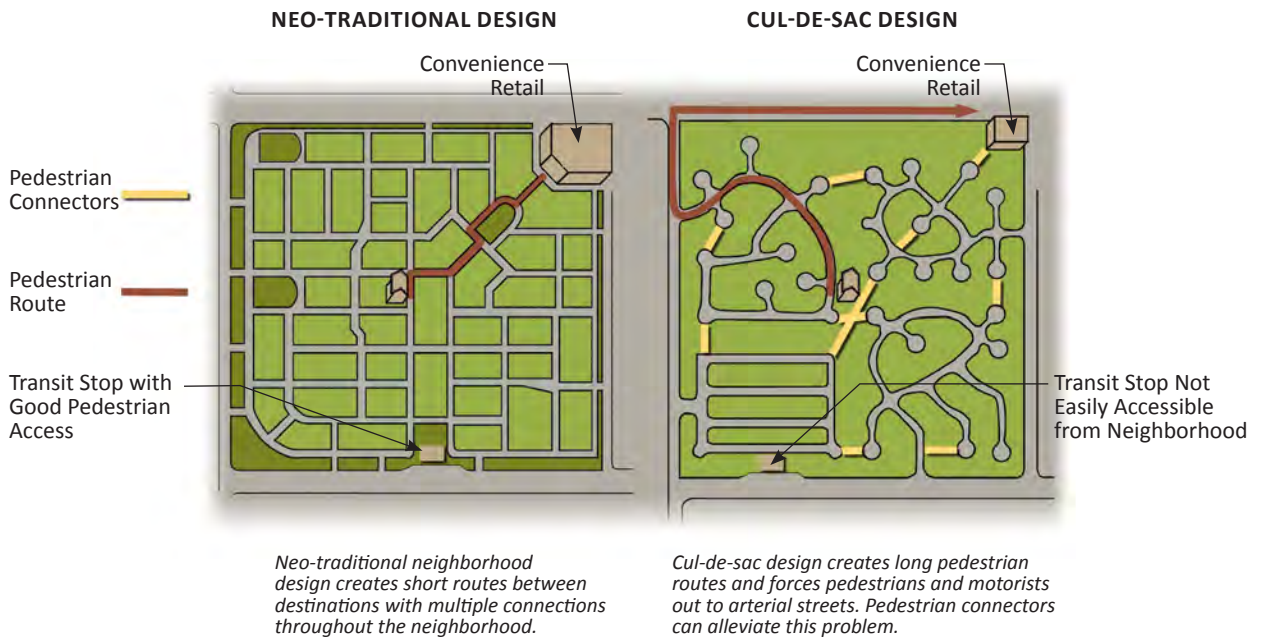 NEO-TRADITIONAL DESIGN
CUL-DE-SAC DESIGN
Convenience
Retail
Convenience
Retail
Pedestrian
Connectors
Pedestrian
Route
Transit Stop with
Good Pedestrian
Access
Transit Stop Not
Easily Accessible
from Neighborhood
Neo-traditional neighborhood
design creates short routes between
destinations with multiple connections
throughout the neighborhood.
Cul-de-sac design creates long pedestrian
routes and forces pedestrians and motorists
out to arterial streets. Pedestrian connectors
can alleviate this problem.